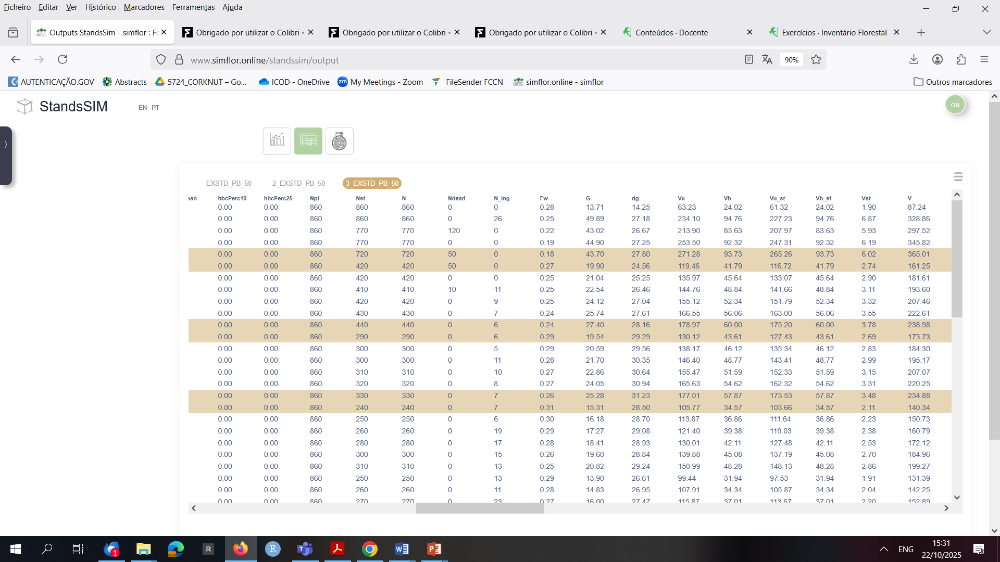 Ficheiro Editar Ver Histórico Marcadores Ferramentas Ajuda
Outputs StandsSim - simflor : Fo Obrigado por utilizar o Colibri • Obrigado por utilizar o Colibri • Obrigado por utilizar o Colibri • Conteúdos · Docente Exercícios · Inventário Florestal
www.simflor.online/standssim/output 90%
AUTENTICAÇÃO.GOV Abstracts 5724_CORKNUT – Go... ICOD - OneDrive zm My Meetings - Zoom FileSender FCCN simflor.online - simflor Outros marcadores
StandsSIM EN PT ON
EXSTD_PB_50 2_EXSTD_PB_50 3_EXSTD_PB_50
ean hbcPerc10 hbcPerc25 Npl Nst N Ndead N_ing Fw G dg Vu Vb Vu_st Vb_st Vst V
0.00 0.00 860 860 860 0 0 0.28 13.71 14.25 63.23 24.02 61.32 24.02 1.90 87.24
0.00 0.00 860 860 860 0 26 0.25 49.89 27.18 234.10 94.76 227.23 94.76 6.87 328.86
0.00 0.00 860 770 770 120 0 0.22 43.02 26.67 213.90 83.63 207.97 83.63 5.93 297.52
0.00 0.00 860 770 770 0 0 0.19 44.90 27.25 253.50 92.32 247.31 92.32 6.19 345.82
0.00 0.00 860 720 720 50 0 0.18 43.70 27.80 271.28 93.73 265.26 93.73 6.02 365.01
0.00 0.00 860 420 420 50 0 0.27 19.90 24.56 119.46 41.79 116.72 41.79 2.74 161.25
0.00 0.00 860 420 420 0 0 0.25 21.04 25.25 135.97 45.64 133.07 45.64 2.90 181.61
0.00 0.00 860 410 410 10 11 0.25 22.54 26.46 144.76 48.84 141.66 48.84 3.11 193.60
0.00 0.00 860 420 420 0 9 0.25 24.12 27.04 155.12 52.34 151.79 52.34 3.32 207.46
0.00 0.00 860 430 430 0 7 0.24 25.74 27.61 166.55 56.06 163.00 56.06 3.55 222.61
0.00 0.00 860 440 440 0 6 0.24 27.40 28.16 178.97 60.00 175.20 60.00 3.78 238.98
0.00 0.00 860 290 290 0 6 0.29 19.54 29.29 130.12 43.61 127.43 43.61 2.69 173.73
0.00 0.00 860 300 300 0 5 0.29 20.59 29.56 138.17 46.12 135.34 46.12 2.83 184.30
0.00 0.00 860 300 300 0 11 0.28 21.70 30.35 146.40 48.77 143.41 48.77 2.99 195.17
0.00 0.00 860 310 310 0 10 0.27 22.86 30.64 155.47 51.59 152.33 51.59 3.15 207.07
0.00 0.00 860 320 320 0 8 0.27 24.05 30.94 165.63 54.62 162.32 54.62 3.31 220.25
0.00 0.00 860 330 330 0 7 0.26 25.28 31.23 177.01 57.87 173.53 57.87 3.48 234.88
0.00 0.00 860 240 240 0 7 0.31 15.31 28.50 105.77 34.57 103.66 34.57 2.11 140.34
0.00 0.00 860 250 250 0 6 0.30 16.18 28.70 113.87 36.86 111.64 36.86 2.23 150.73
0.00 0.00 860 260 260 0 19 0.29 17.27 29.08 121.40 39.38 119.03 39.38 2.38 160.79
0.00 0.00 860 280 280 0 17 0.28 18.41 28.93 130.01 42.11 127.48 42.11 2.53 172.12
0.00 0.00 860 300 300 0 15 0.26 19.60 28.84 139.88 45.08 137.19 45.08 2.70 184.96
0.00 0.00 860 310 310 0 13 0.25 20.82 29.24 150.99 48.28 148.13 48.28 2.86 199.27
0.00 0.00 860 250 250 0 13 0.29 13.90 26.61 99.44 31.94 97.53 31.94 1.91 131.39
0.00 0.00 860 260 260 0 11 0.28 14.83 26.95 107.91 34.34 105.87 34.34 2.04 142.25
0.00 0.00 860 270 270 0 23 0.27 16.00 27.47 115.87 37.01 113.67 37.01 2.20 152.89
1 R R ENG 15:31
22/10/2025